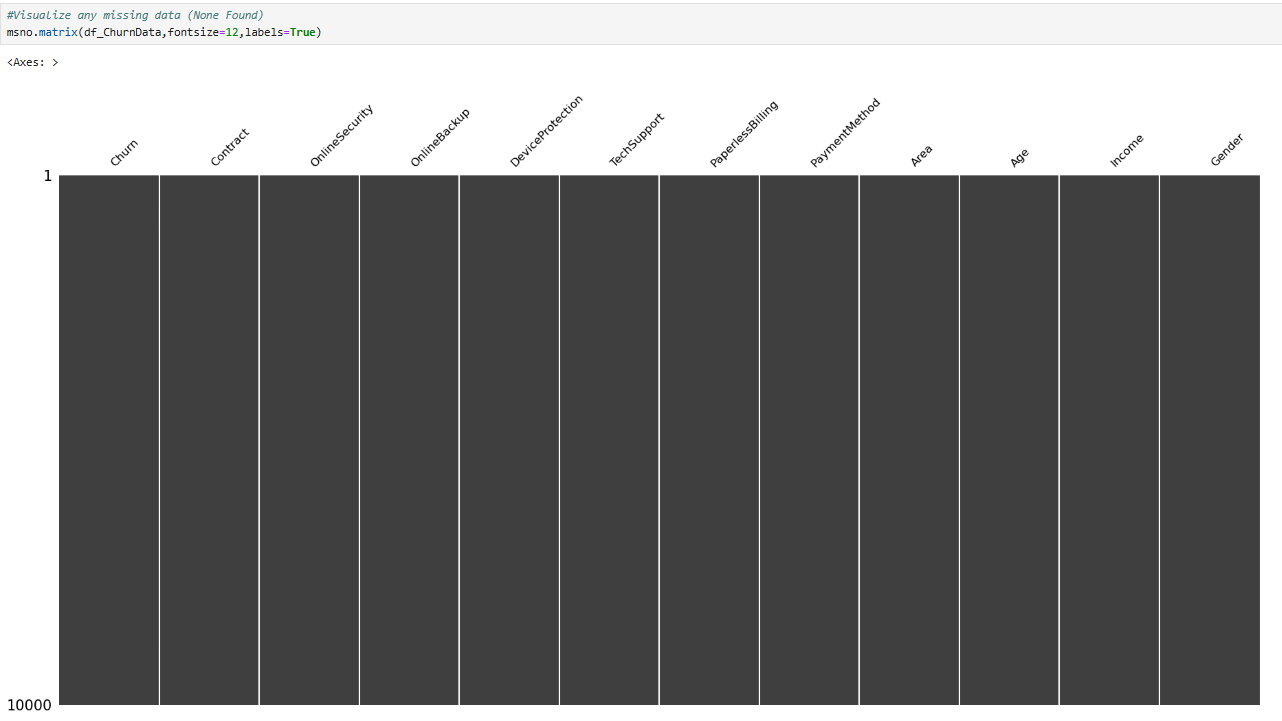 #Visualize any missing data (None Found)
msno.matrix(df_ChurnData,fontsize=12,labels=True)
<Axes: >
Churn
Contract
OnlineSecurity
OnlineBackup
DeviceProtection
TechSupport
PaperlessBilling
PaymentMethod
Area
Age
Income
Gender
1
10000